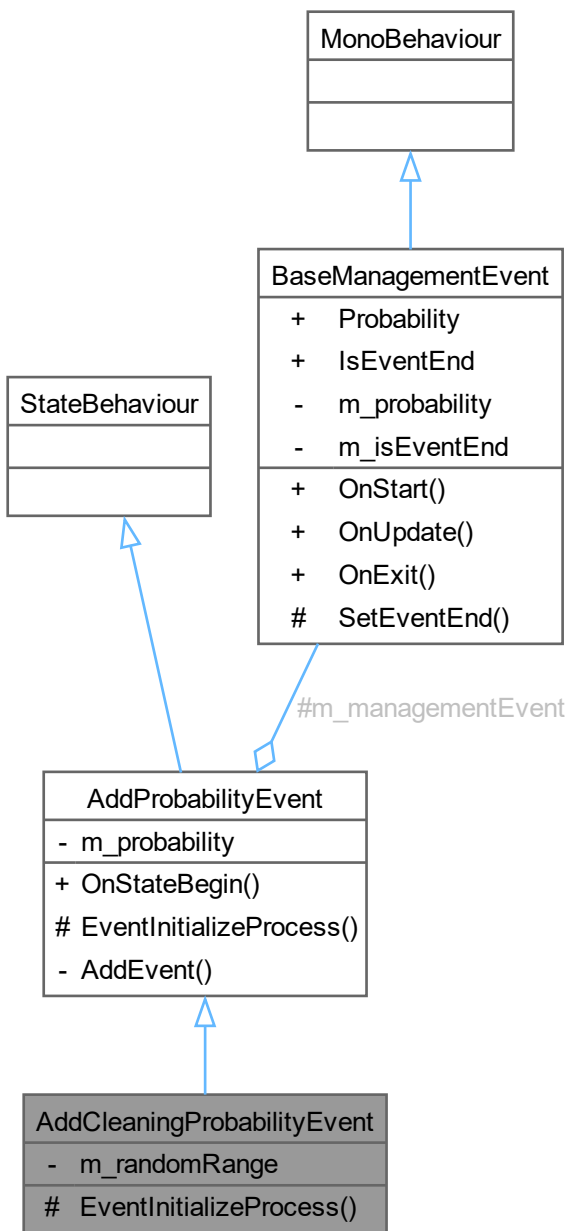 MonoBehaviour
BaseManagementEvent
+ Probability
+ IsEventEnd
- m_probability
- m_isEventEnd
+ OnStart()
+ OnUpdate()
+ OnExit()
# SetEventEnd()
StateBehaviour
#m_managementEvent
AddProbabilityEvent
- m_probability
+ OnStateBegin()
# EventInitializeProcess()
- AddEvent()
AddCleaningProbabilityEvent
- m_randomRange
# EventInitializeProcess()